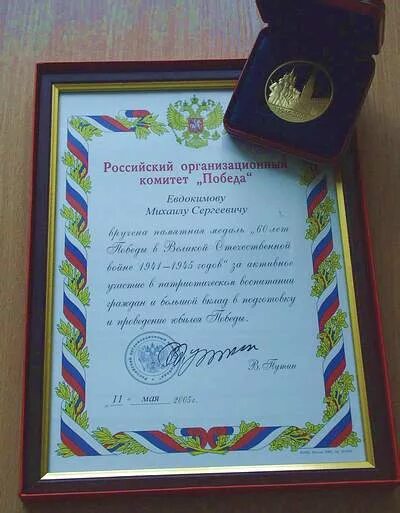 Российский организационный
комитет „Победа“
Евдокимову
Михаилу Сергеевичу
вручена памятная медаль „60 лет
Победы в Великой Отечественной
войне 1941–1945 годов“ за активное
участие в патриотическом воспитании
граждан и большой вклад в подготовку
и проведение юбилея Победы.
В. Путин
11 - мая 2005 г.